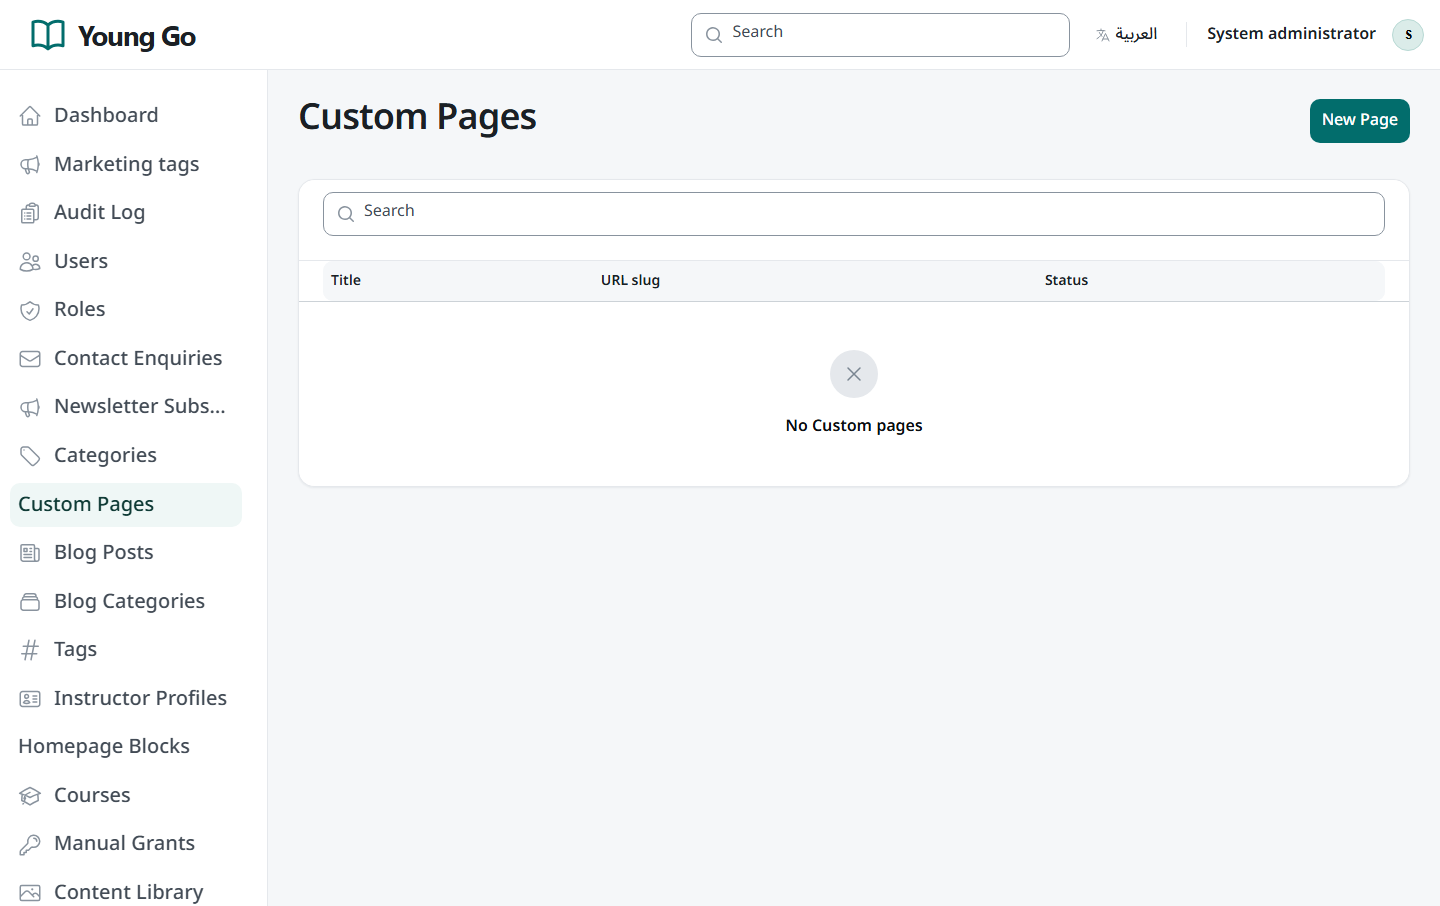 Young Go
Search
العربية
System administrator
s
Dashboard
Marketing tags
Audit Log
Users
Roles
Contact Enquiries
Newsletter Subs...
Categories
Custom Pages
Blog Posts
Blog Categories
Tags
Instructor Profiles
Homepage Blocks
Courses
Manual Grants
Content Library
Custom Pages
New Page
Search
Title URL slug Status
No Custom pages